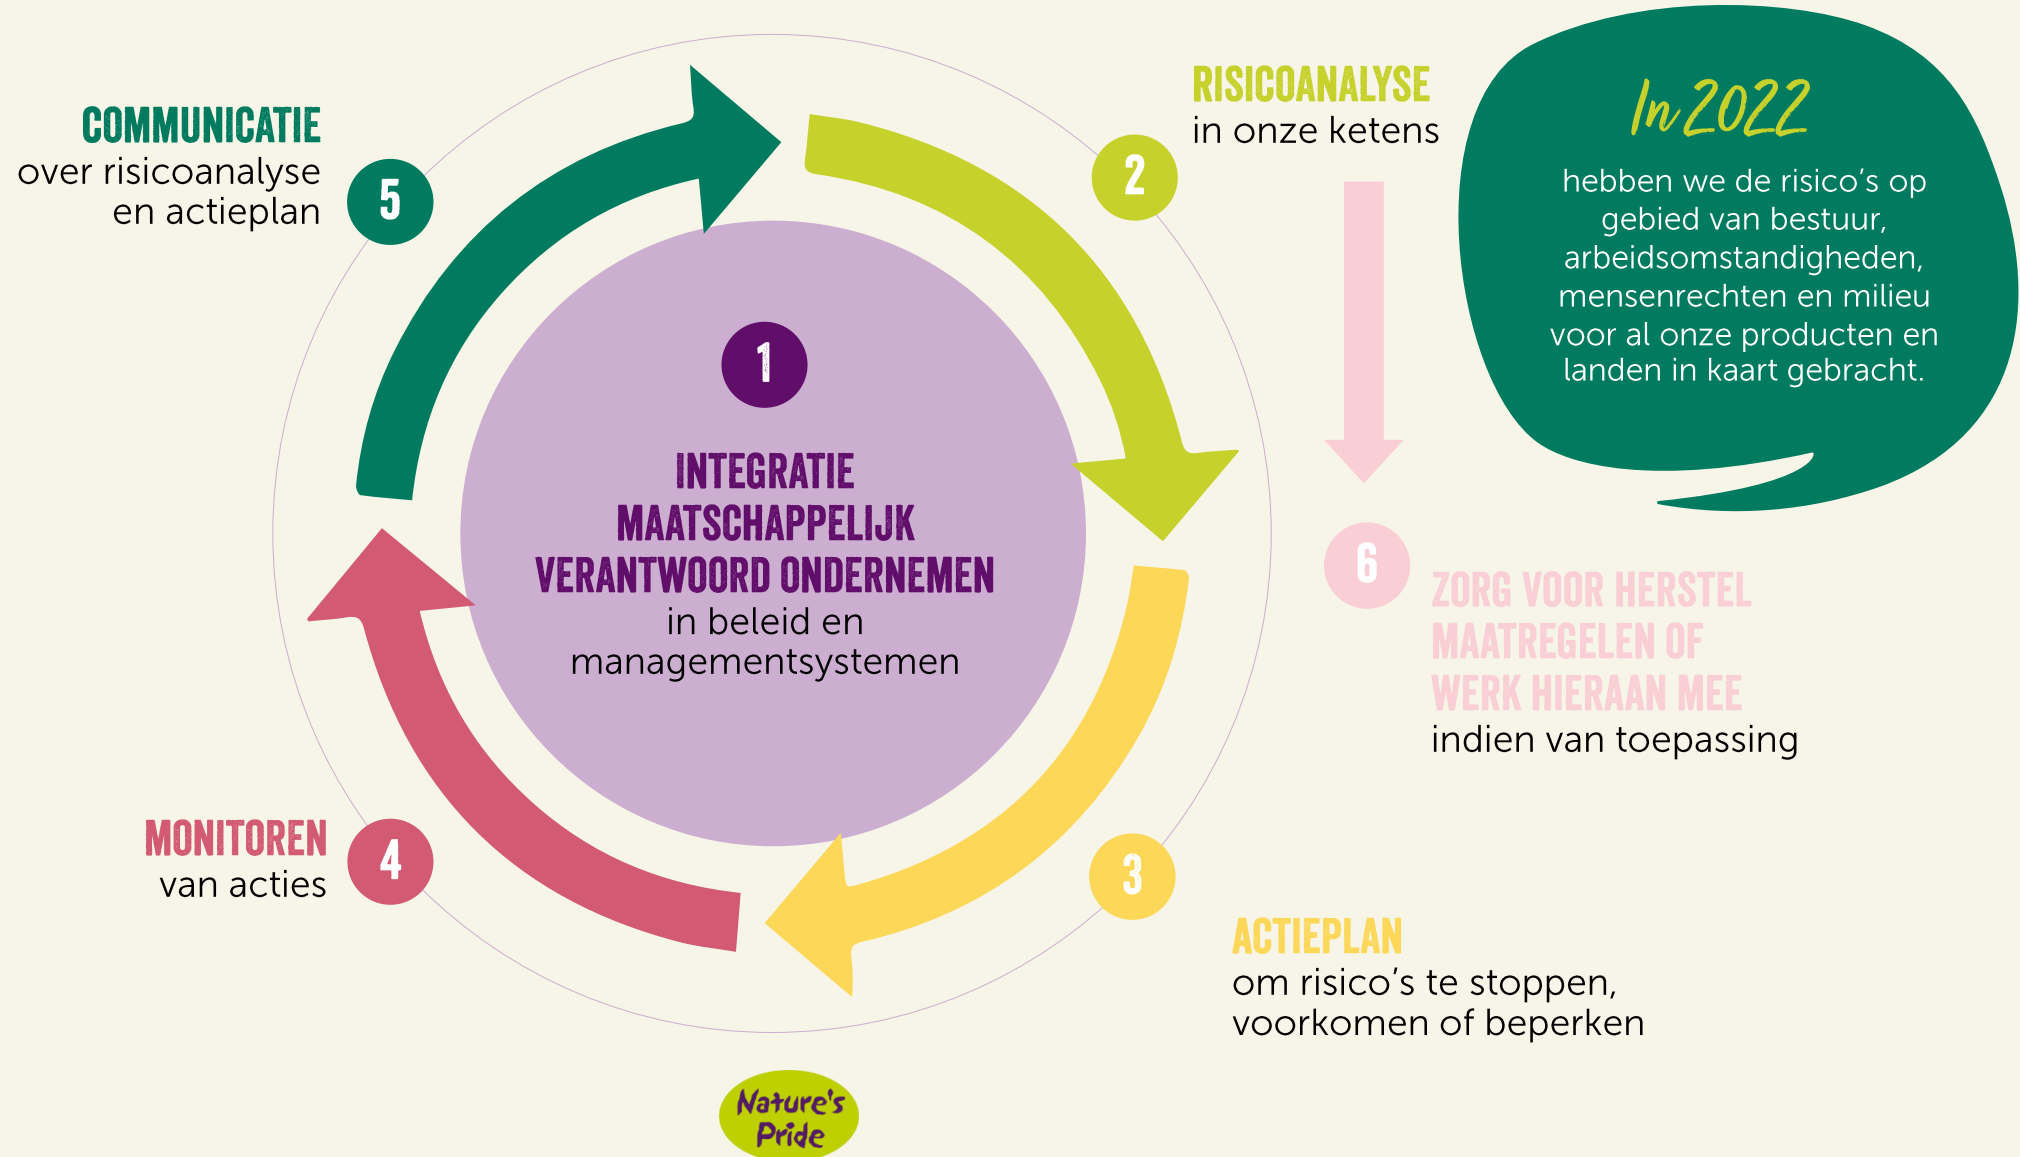 1
INTEGRATIE
MAATSCHAPPELIJK
VERANTWOORD ONDERNEMEN
in beleid en
managementsystemen
2
RISICOANALYSE
in onze ketens
3
ACTIEPLAN
om risico's te stoppen,
voorkomen of beperken
4
MONITOREN
van acties
5
COMMUNICATIE
over risicoanalyse
en actieplan
6
ZORG VOOR HERSTEL
MAATREGELEN OF
WERK HIERAAN MEE
indien van toepassing
In 2022
hebben we de risico's op
gebied van bestuur,
arbeidsomstandigheden,
mensenrechten en milieu
voor al onze producten en
landen in kaart gebracht.
Nature's
Pride